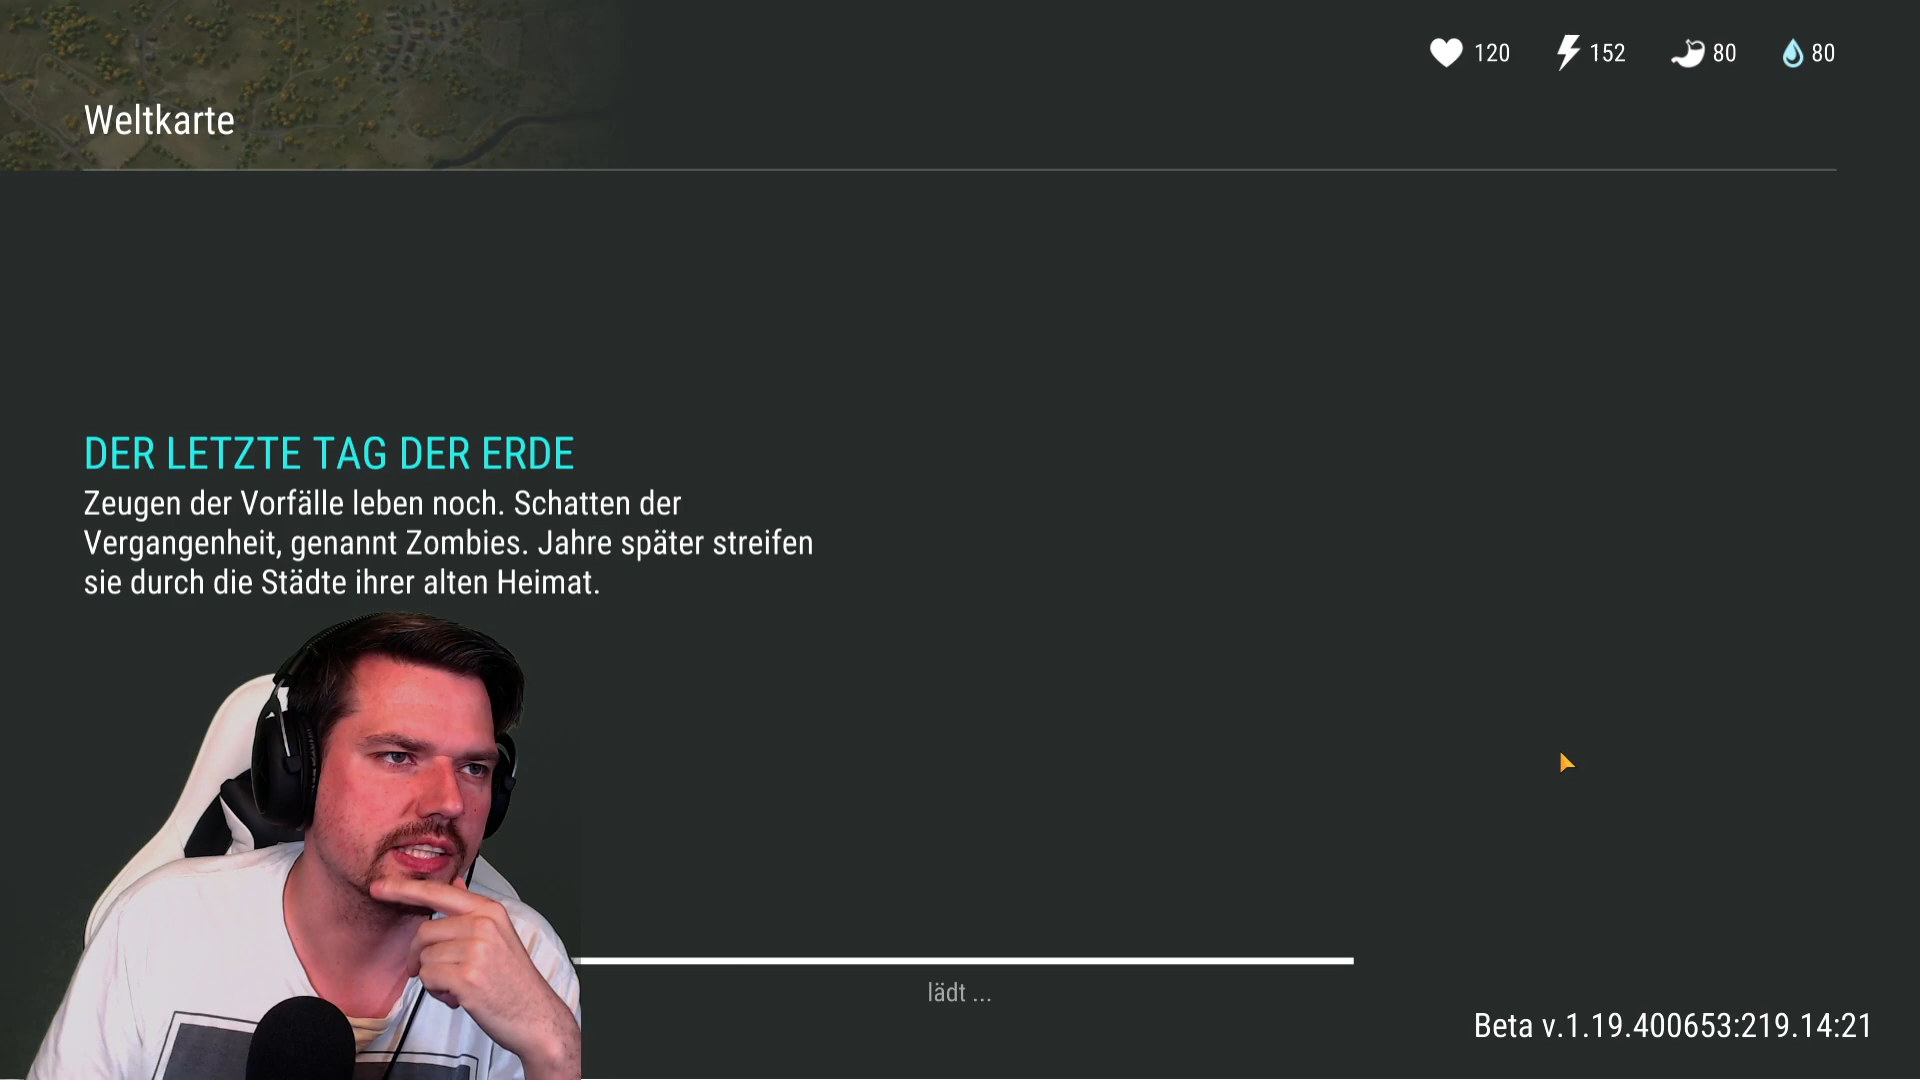 120 152 80 80
Weltkarte
DER LETZTE TAG DER ERDE
Zeugen der Vorfälle leben noch. Schatten der
Vergangenheit, genannt Zombies. Jahre später streifen
sie durch die Städte ihrer alten Heimat.
lädt ...
Beta v.1.19.400653:219.14:21